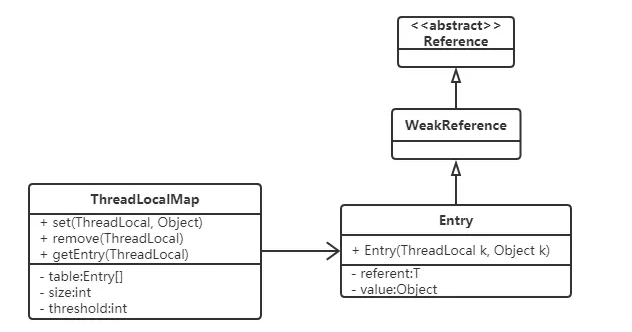 <<abstract>>
Reference
WeakReference
ThreadLocalMap
+ set(ThreadLocal, Object)
+ remove(ThreadLocal)
+ getEntry(ThreadLocal)
- table:Entry[]
- size:int
- threshold:int
Entry
+ Entry(ThreadLocal k, Object k)
- referent:T
- value:Object